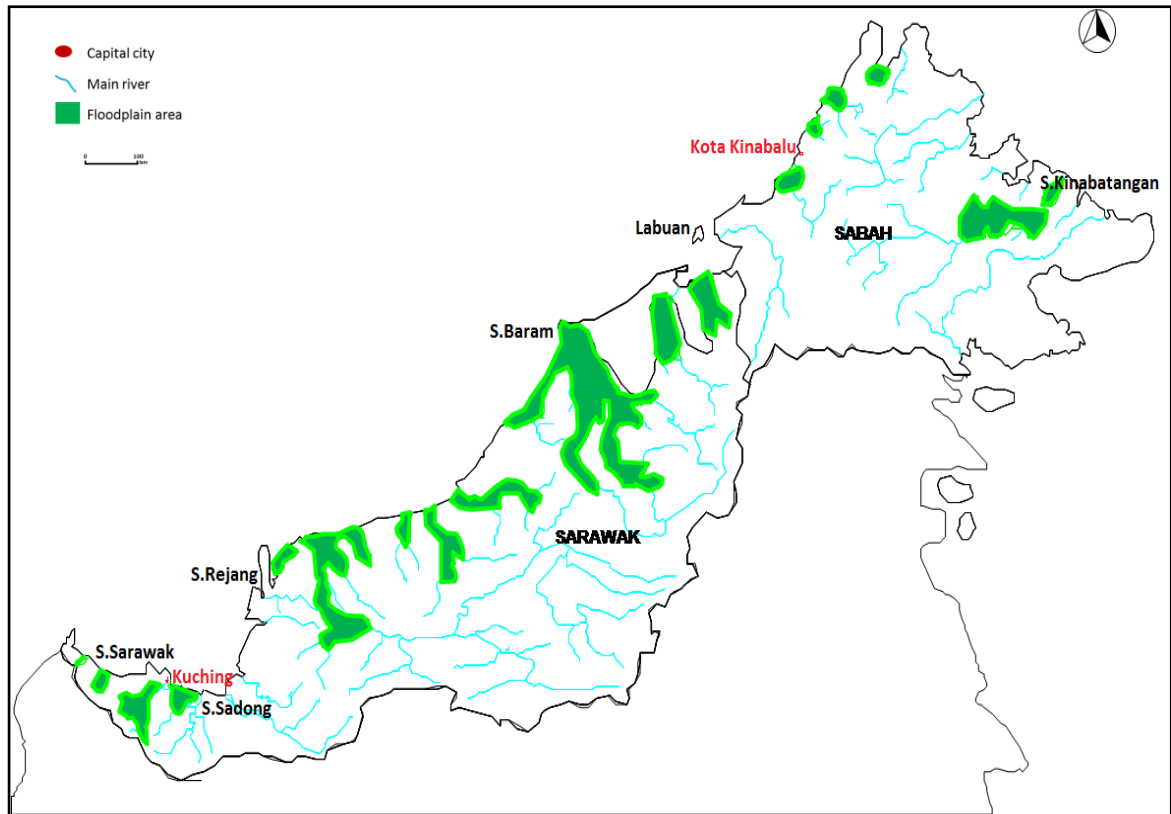 Capital city
Main river
Floodplain area
0 100
km
Kota Kinabalu
S.Kinabatangan
Labuan
SABAH
S.Baram
SARAWAK
S.Rejang
S.Sarawak
Kuching
S.Sadong